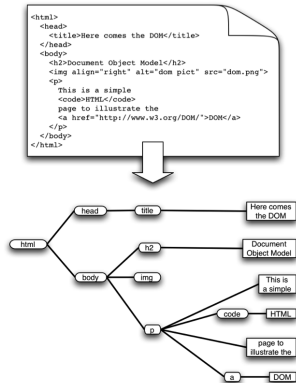 <html>
<head>
<title>Here comes the DOM</title>
</head>
<body>
<h2>Document Object Model</h2>
<img align="right" alt="dom pict" src="dom.png">
<p>
This is a simple
<code>HTML</code>
page to illustrate the
<a href="http://www.w3.org/DOM/">DOM</a>
</p>
</body>
</html>
html
head
title
Here comes
the DOM
body
h2
Document
Object Model
img
p
This is
a simple
code
HTML
page to
illustrate the
a
DOM